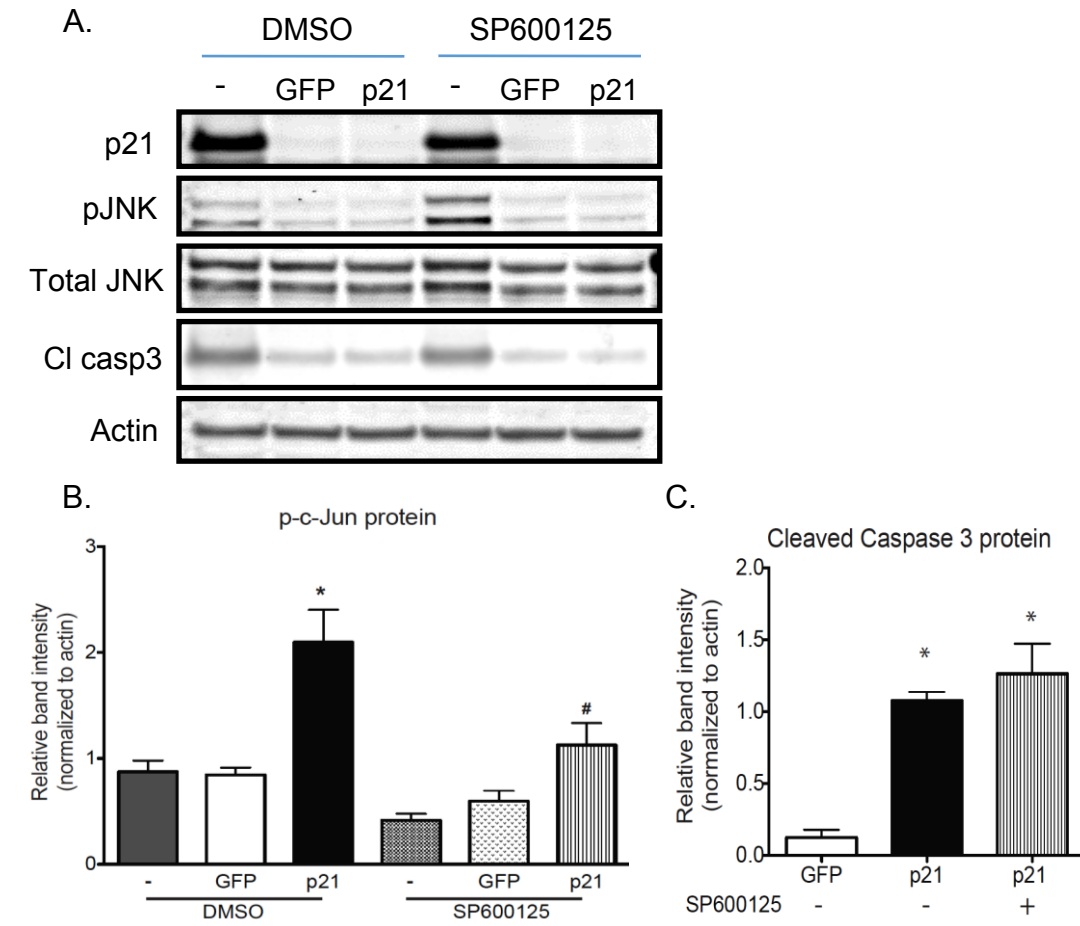 A.
DMSO SP600125
- GFP p21 - GFP p21
p21
pJNK
Total JNK
Cl casp3
Actin
B.
p-c-Jun protein
Relative band intensity
(normalized to actin)
3
2
1
0
*
#
- GFP p21 - GFP p21
DMSO SP600125
C.
Cleaved Caspase 3 protein
Relative band intensity
(normalized to actin)
2.0
1.5
1.0
0.5
0.0
*
*
GFP p21 p21
SP600125 - - +